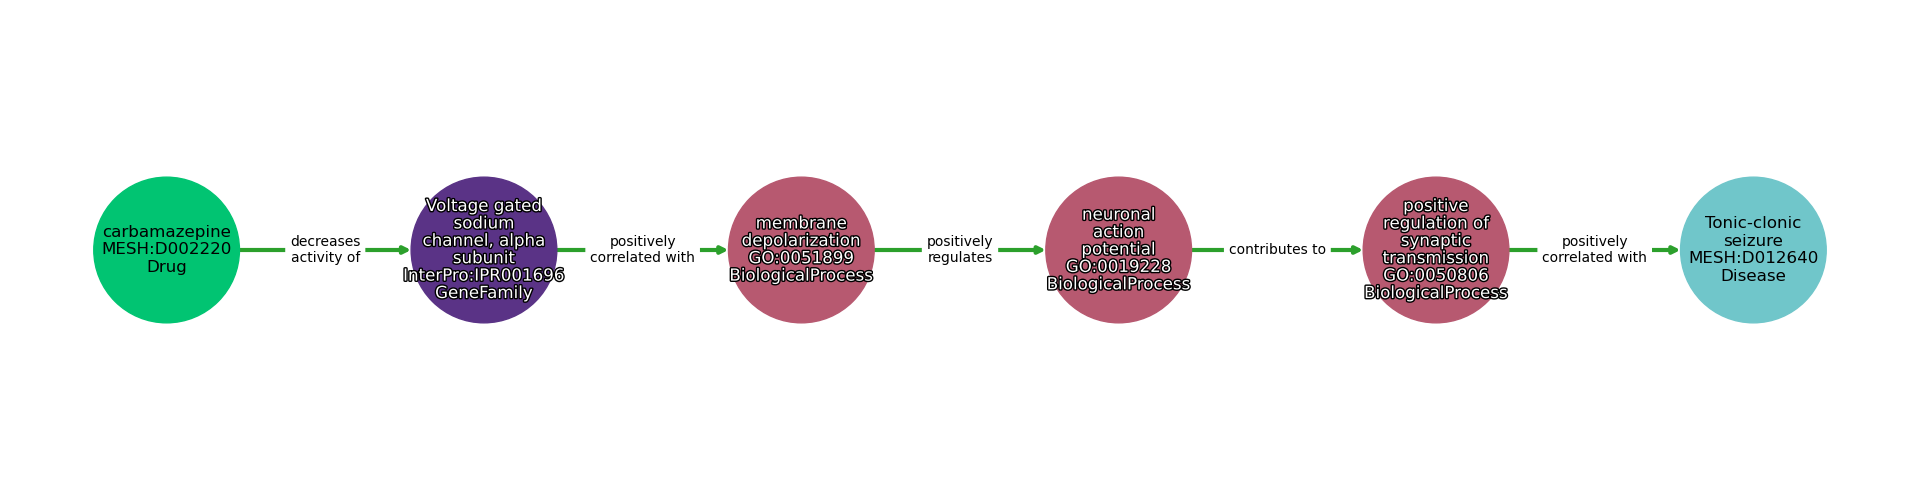 carbamazepine
MESH:D002220
Drug
decreases
activity of
Voltage gated
sodium
channel, alpha
subunit
InterPro:IPR001696
GeneFamily
positively
correlated with
membrane
depolarization
GO:0051899
BiologicalProcess
positively
regulates
neuronal
action
potential
GO:0019228
BiologicalProcess
contributes to
positive
regulation of
synaptic
transmission
GO:0050806
BiologicalProcess
positively
correlated with
Tonic-clonic
seizure
MESH:D012640
Disease